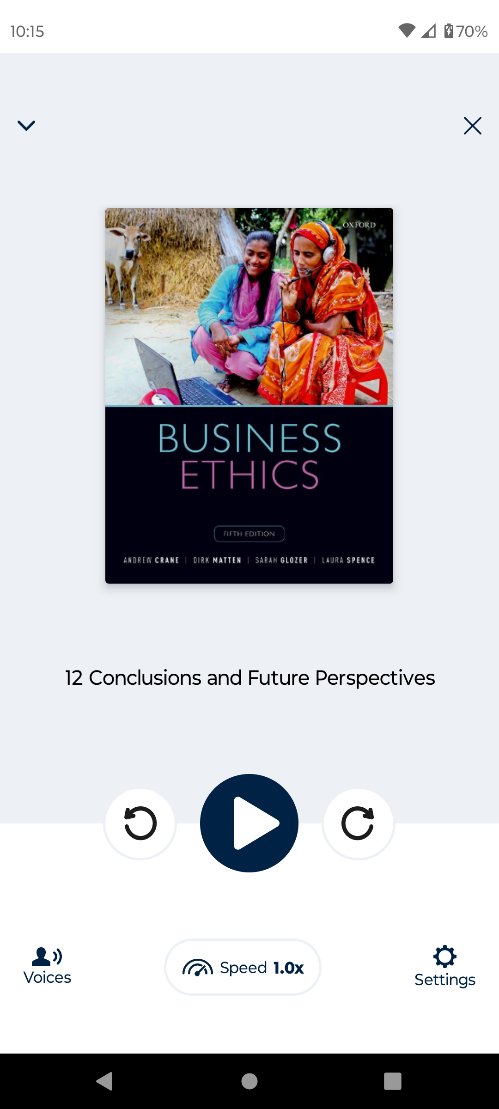 10:15
70%
OXFORD
BUSINESS
ETHICS
FIFTH EDITION
ANDREW CRANE | DIRK MATTEN | SARAH GLOZER | LAURA SPENCE
12 Conclusions and Future Perspectives
Voices
Speed 1.0x
Settings